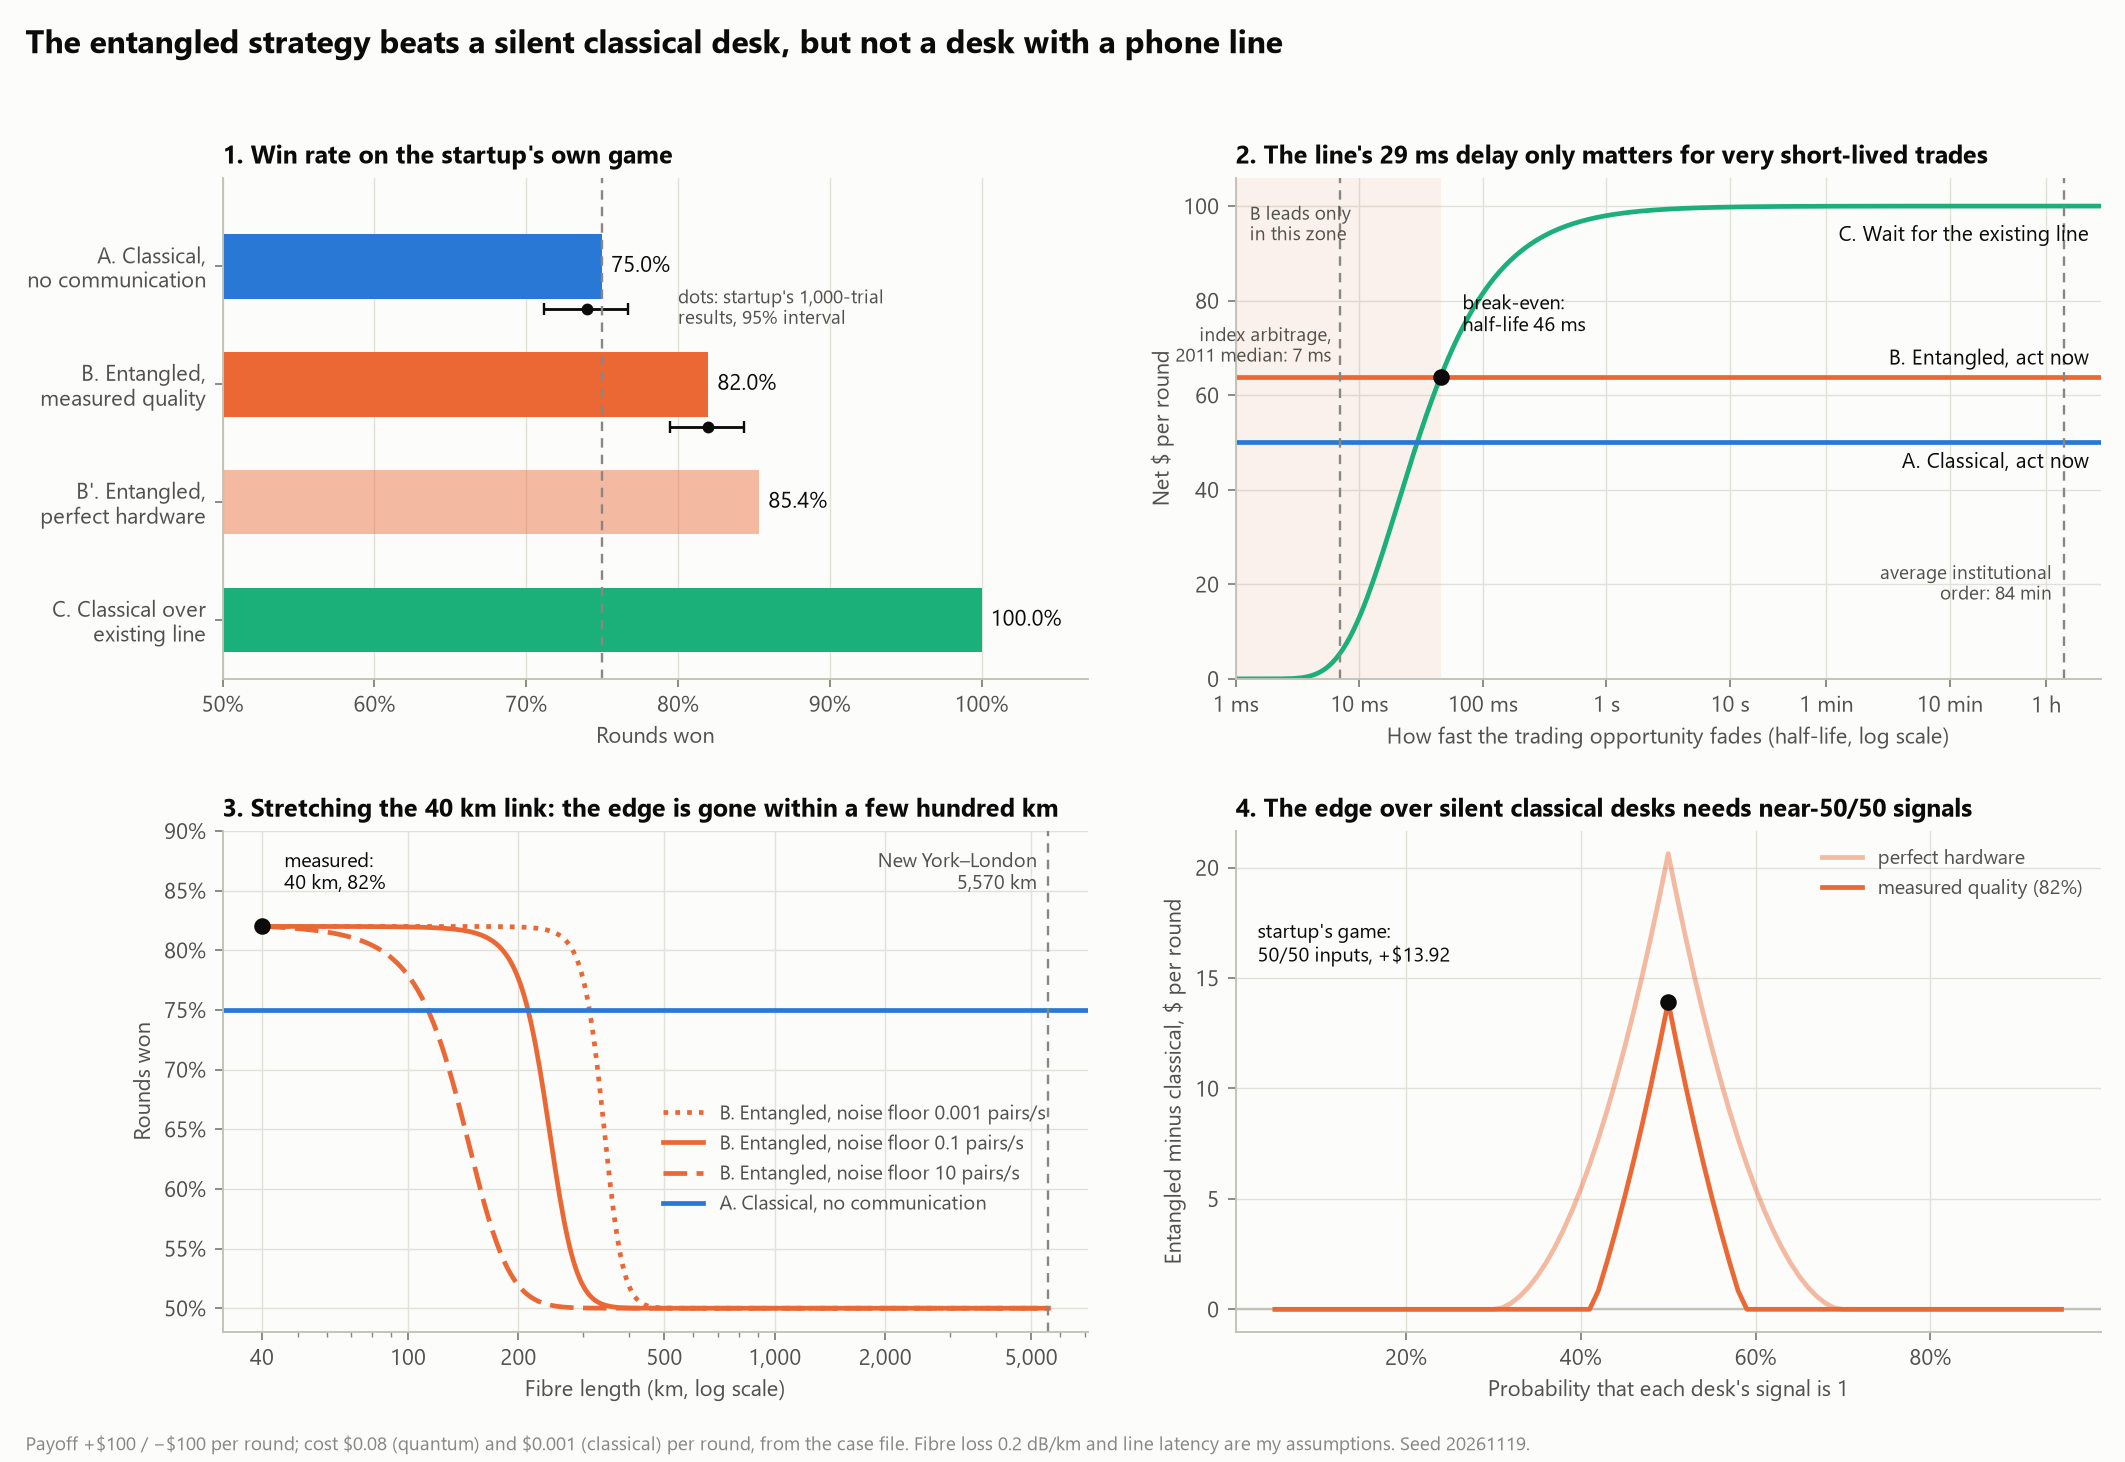 The entangled strategy beats a silent classical desk, but not a desk with a phone line
1. Win rate on the startup's own game
A. Classical,
no communication
75.0%
dots: startup's 1,000-trial
results, 95% interval
B. Entangled,
measured quality
82.0%
B'. Entangled,
perfect hardware
85.4%
C. Classical over
existing line
100.0%
50%
60%
70%
80%
90%
100%
Rounds won
2. The line's 29 ms delay only matters for very short-lived trades
Net $ per round
100
80
60
40
20
0
B leads only
in this zone
C. Wait for the existing line
break-even:
half-life 46 ms
index arbitrage,
2011 median: 7 ms
B. Entangled, act now
A. Classical, act now
average institutional
order: 84 min
1 ms
10 ms
100 ms
1 s
10 s
1 min
10 min
1 h
How fast the trading opportunity fades (half-life, log scale)
3. Stretching the 40 km link: the edge is gone within a few hundred km
Rounds won
90%
85%
80%
75%
70%
65%
60%
55%
50%
measured:
40 km, 82%
New York–London
5,570 km
B. Entangled, noise floor 0.001 pairs/s
B. Entangled, noise floor 0.1 pairs/s
B. Entangled, noise floor 10 pairs/s
A. Classical, no communication
40
100
200
500
1,000
2,000
5,000
Fibre length (km, log scale)
4. The edge over silent classical desks needs near-50/50 signals
Entangled minus classical, $ per round
20
15
10
5
0
perfect hardware
measured quality (82%)
startup's game:
50/50 inputs, +$13.92
20%
40%
60%
80%
Probability that each desk's signal is 1
Payoff +$100 / −$100 per round; cost $0.08 (quantum) and $0.001 (classical) per round, from the case file. Fibre loss 0.2 dB/km and line latency are my assumptions. Seed 20261119.